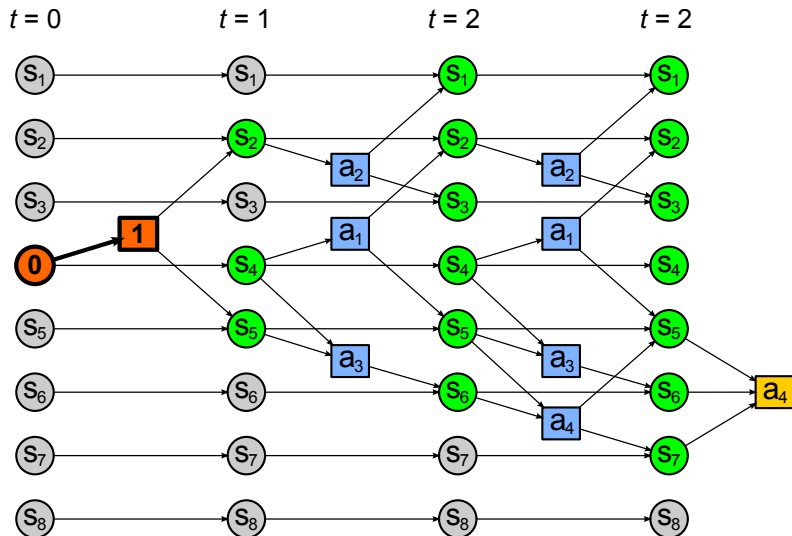 t = 0 t = 1 t = 2 t = 2
s1 s1 s1 s1
s2 s2 s2 s2
a2 a2
s3 s3 s3 s3
1 a1 a1
0 s4 s4 s4
s5 s5 s5 s5
a3 a3
s6 s6 s6 s6 a4
a4
s7 s7 s7 s7
s8 s8 s8 s8